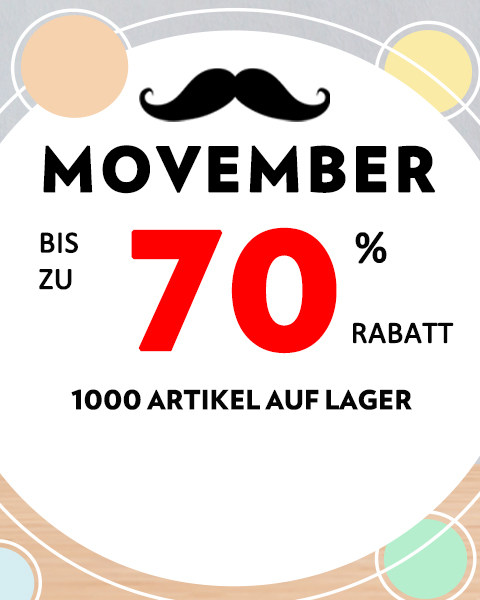 MOVEMBER
BIS
ZU
70
%
RABATT
1000 ARTIKEL AUF LAGER